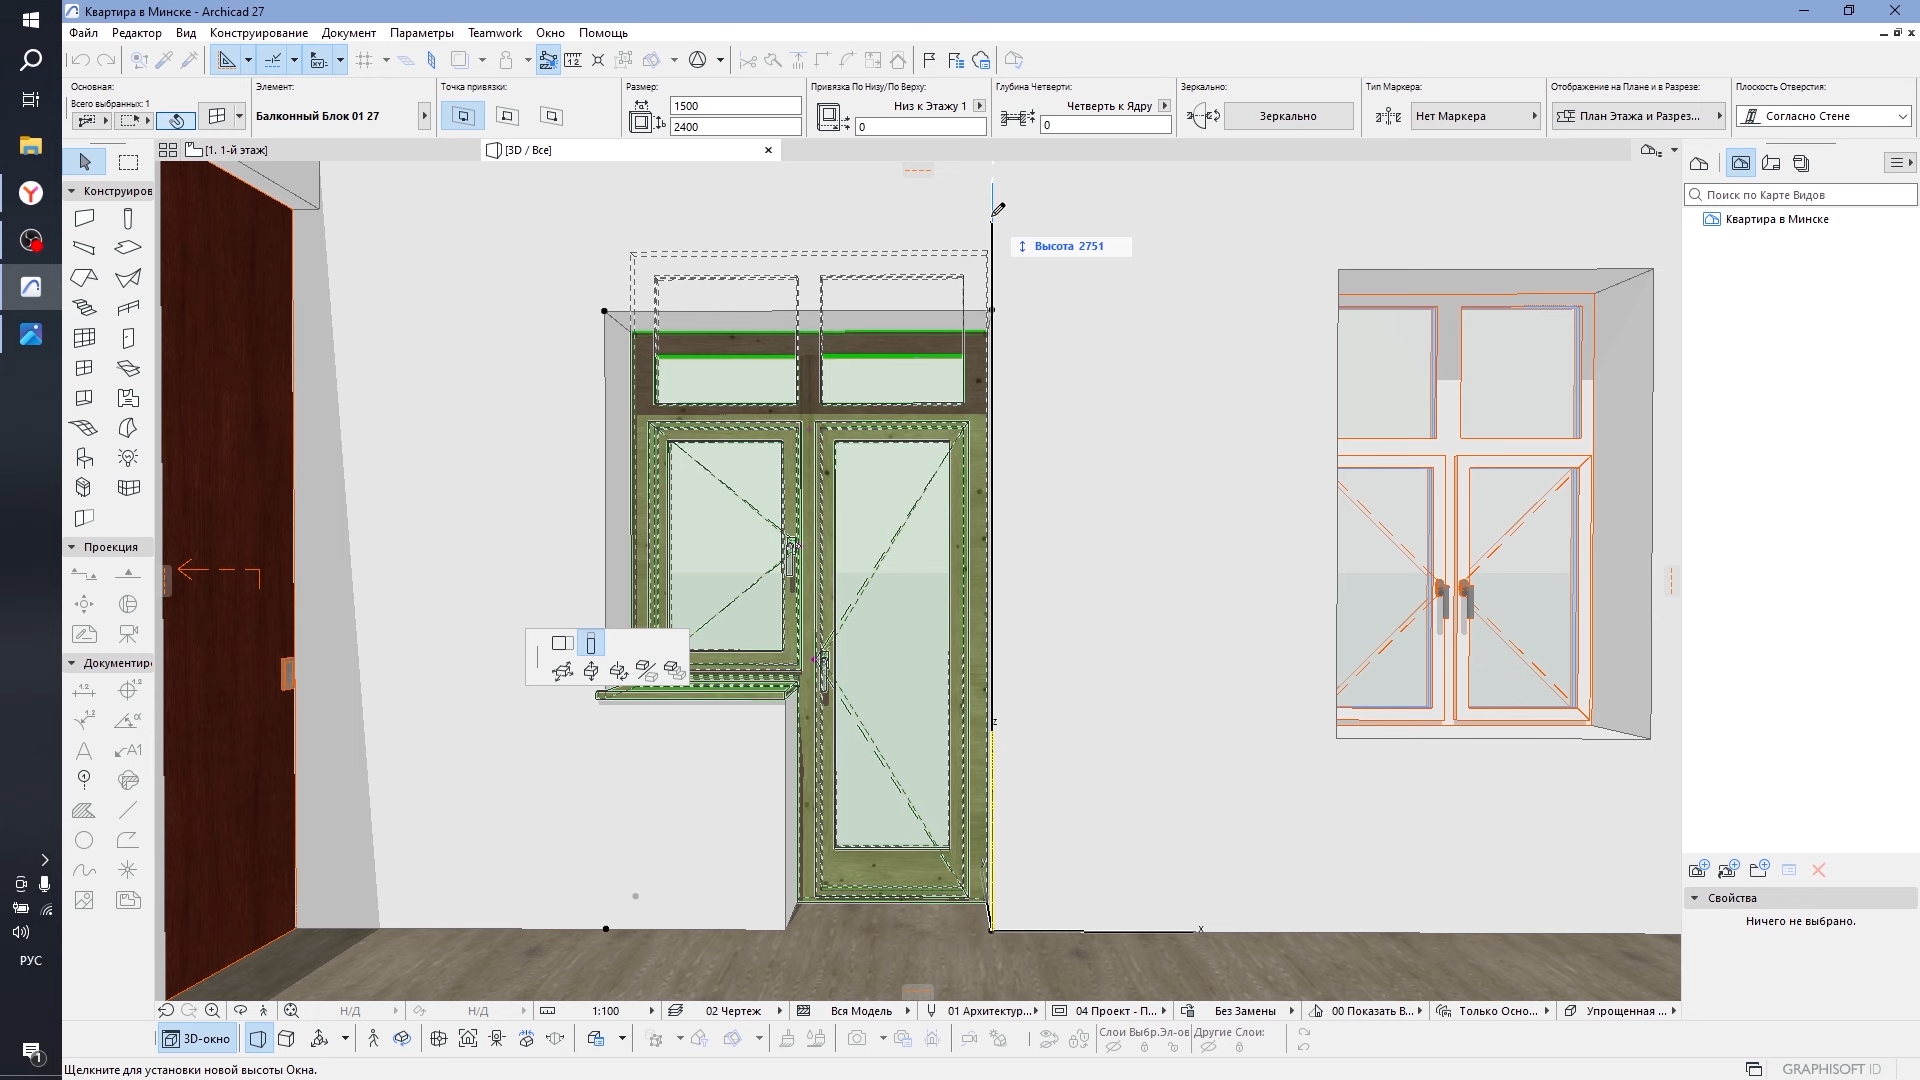 Квартира в Минске - Archicad 27
Файл Редактор Вид Конструирование Документ Параметры Teamwork Окно Помощь
Основная:
Всего выбранных: 1
Элемент:
Балконный Блок 01 27
Точка привязки:
Размер:
1500
2400
Привязка По Низу/По Верху:
Низ к Этажу 1
0
Глубина Четверти:
Четверть к Ядру
0
Зеркально:
Зеркально
Тип Маркера:
Нет Маркера
Отображение на Плане и в Разрезе:
План Этажа и Разрез...
Плоскость Отверстия:
Согласно Стене
[1. 1-й этаж]
[3D / Все]
Конструиров
Проекция
Документирс
Высота 2751
z
x
Поиск по Карте Видов
Квартира в Минске
Свойства
Ничего не выбрано.
РУС
1
Н/Д
Н/Д
1:100
02 Чертеж
Вся Модель
01 Архитектур...
04 Проект - П...
Без Замены
00 Показать В...
Только Осно...
Упрощенная ...
3D-окно
Слои Выбр.Эл-ов
Другие Слои:
Щелкните для установки новой высоты Окна.
GRAPHISOFT ID